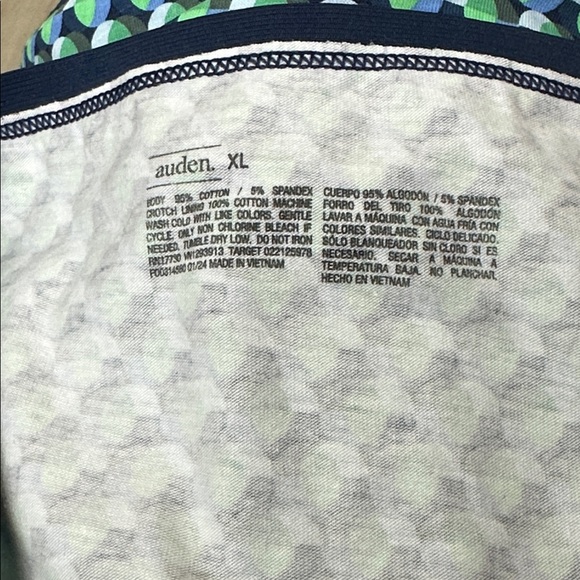 auden. XL
BODY 95% COTTON / 5% SPANDEX
CROTCH LINING 100% COTTON MACHINE
WASH COLD WITH LIKE COLORS. GENTLE
CYCLE. ONLY NON CHLORINE BLEACH IF
NEEDED. TUMBLE DRY LOW. DO NOT IRON
RN17730 VN1293913 TARGET 022125978
POD314580 01/24 MADE IN VIETNAM
CUERPO 95% ALGODÓN / 5% SPANDEX
FORRO DEL TIRO 100% ALGODÓN
LAVAR A MÁQUINA CON AGUA FRÍA CON
COLORES SIMILARES. CICLO DELICADO.
SÓLO BLANQUEADOR SIN CLORO SI ES
NECESARIO. SECAR A MÁQUINA A
TEMPERATURA BAJA. NO PLANCHAR.
HECHO EN VIETNAM